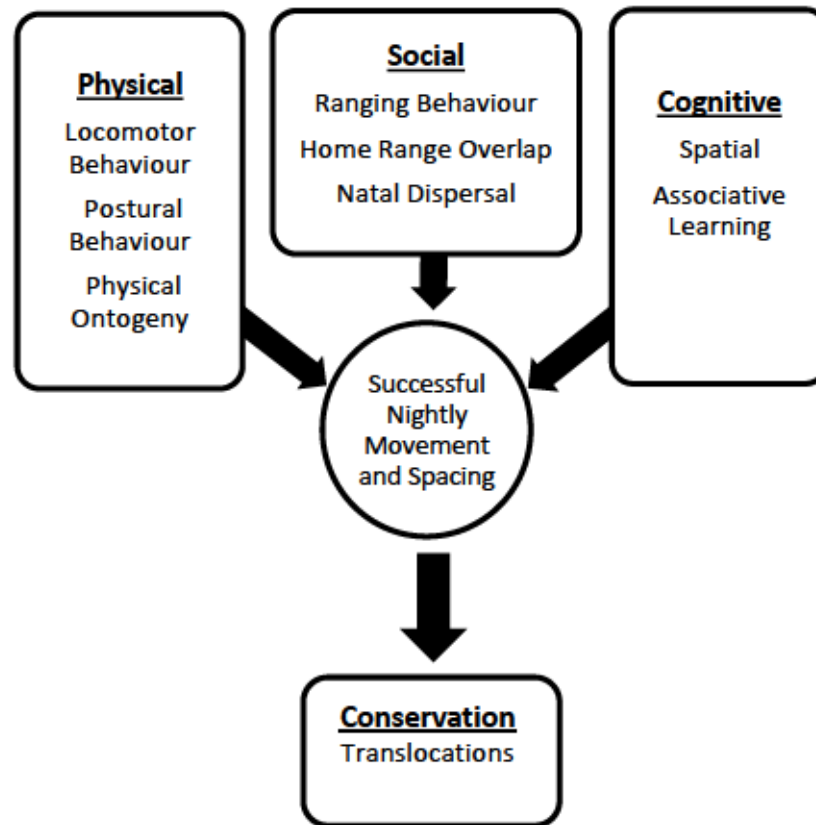 Physical
Locomotor
Behaviour
Postural
Behaviour
Physical
Ontogeny
Social
Ranging Behaviour
Home Range Overlap
Natal Dispersal
Cognitive
Spatial
Associative
Learning
Successful
Nightly
Movement
and Spacing
Conservation
Translocations